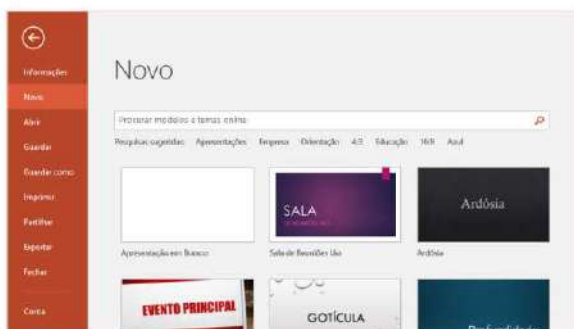 Informações
Novo
Abrir
Guardar
Guardar como
Imprimir
Partilhar
Exportar
Fechar
Conta
Novo
Procurar modelos e temas online
Pesquisas sugeridas: Apresentações Empresa Orientação 4:3 Educação 16:9 Azul
SALA
Ardósia
Apresentação em Branco
Sala de Reuniões Ião
Ardósia
EVENTO PRINCIPAL
GOTÍCULA
Profundidade